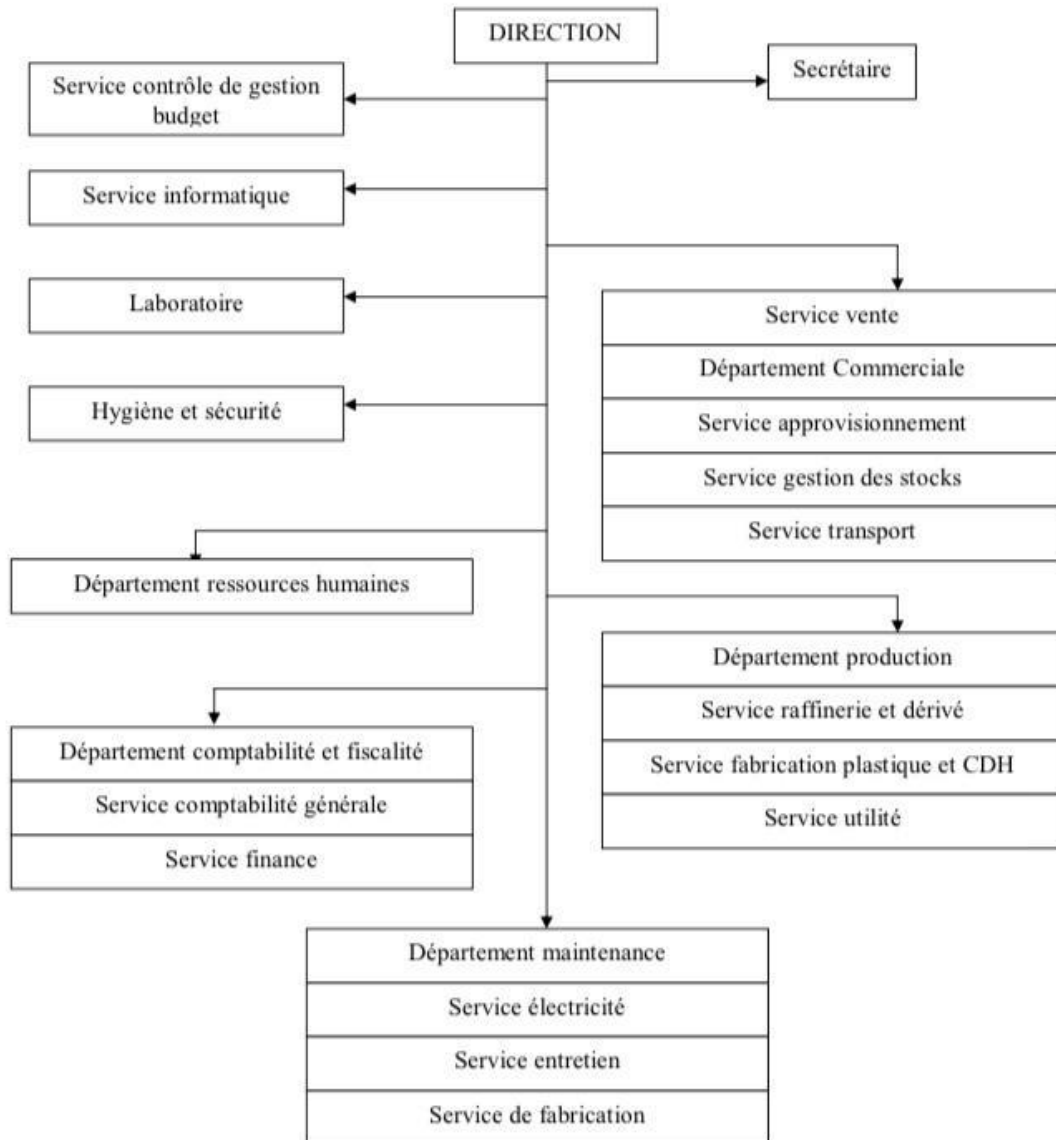 DIRECTION
Secrétaire
Service contrôle de gestion
budget
Service informatique
Laboratoire
Service vente
Département Commerciale
Hygiène et sécurité
Service approvisionnement
Service gestion des stocks
Service transport
Département ressources humaines
Département production
Service raffinerie et dérivé
Service fabrication plastique et CDH
Service utilité
Département comptabilité et fiscalité
Service comptabilité générale
Service finance
Département maintenance
Service électricité
Service entretien
Service de fabrication